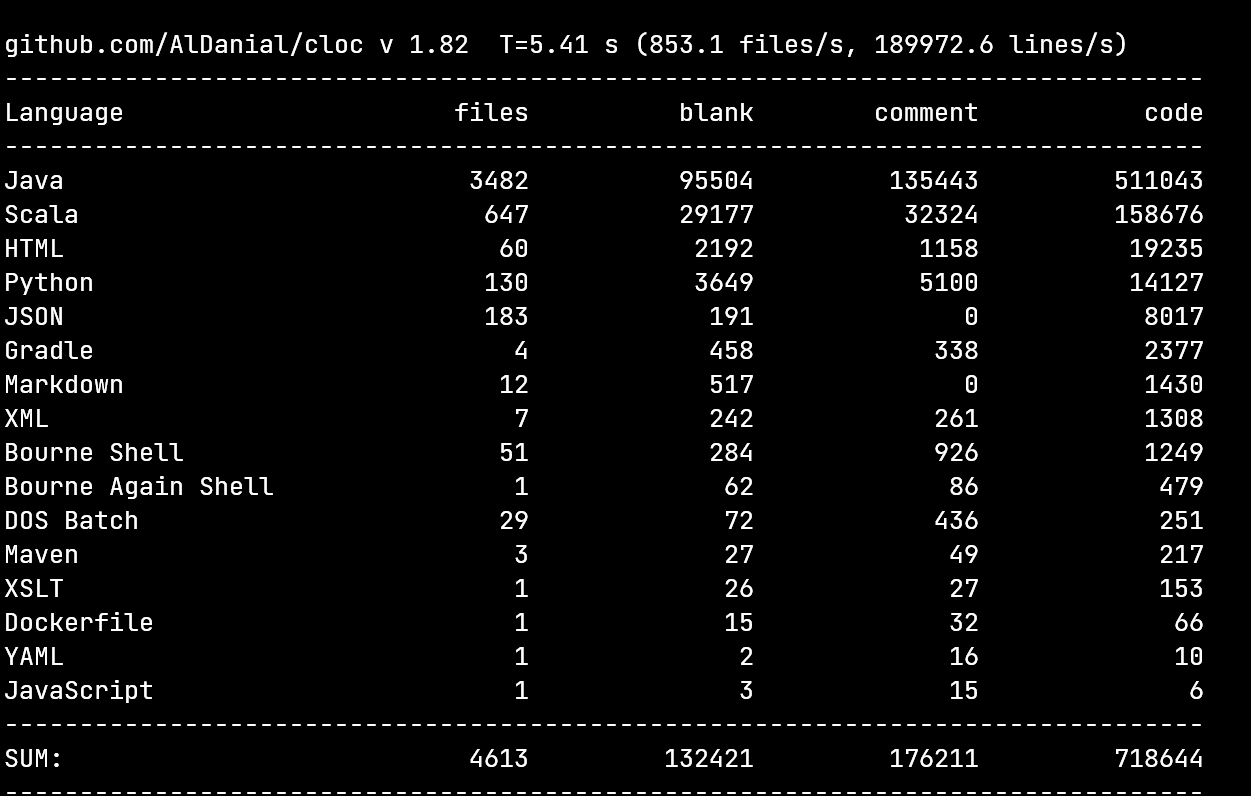 github.com/AlDanial/cloc v 1.82  T=5.41 s (853.1 files/s, 189972.6 lines/s)
--------------------------------------------------------------------------------
Language                      files          blank        comment           code
--------------------------------------------------------------------------------
Java                           3482          95504         135443         511043
Scala                           647          29177          32324         158676
HTML                             60           2192           1158          19235
Python                          130           3649           5100          14127
JSON                            183            191              0           8017
Gradle                            4            458            338           2377
Markdown                         12            517              0           1430
XML                               7            242            261           1308
Bourne Shell                     51            284            926           1249
Bourne Again Shell                1             62             86            479
DOS Batch                        29             72            436            251
Maven                             3             27             49            217
XSLT                              1             26             27            153
Dockerfile                        1             15             32             66
YAML                              1              2             16             10
JavaScript                        1              3             15              6
--------------------------------------------------------------------------------
SUM:                           4613         132421         176211         718644
--------------------------------------------------------------------------------